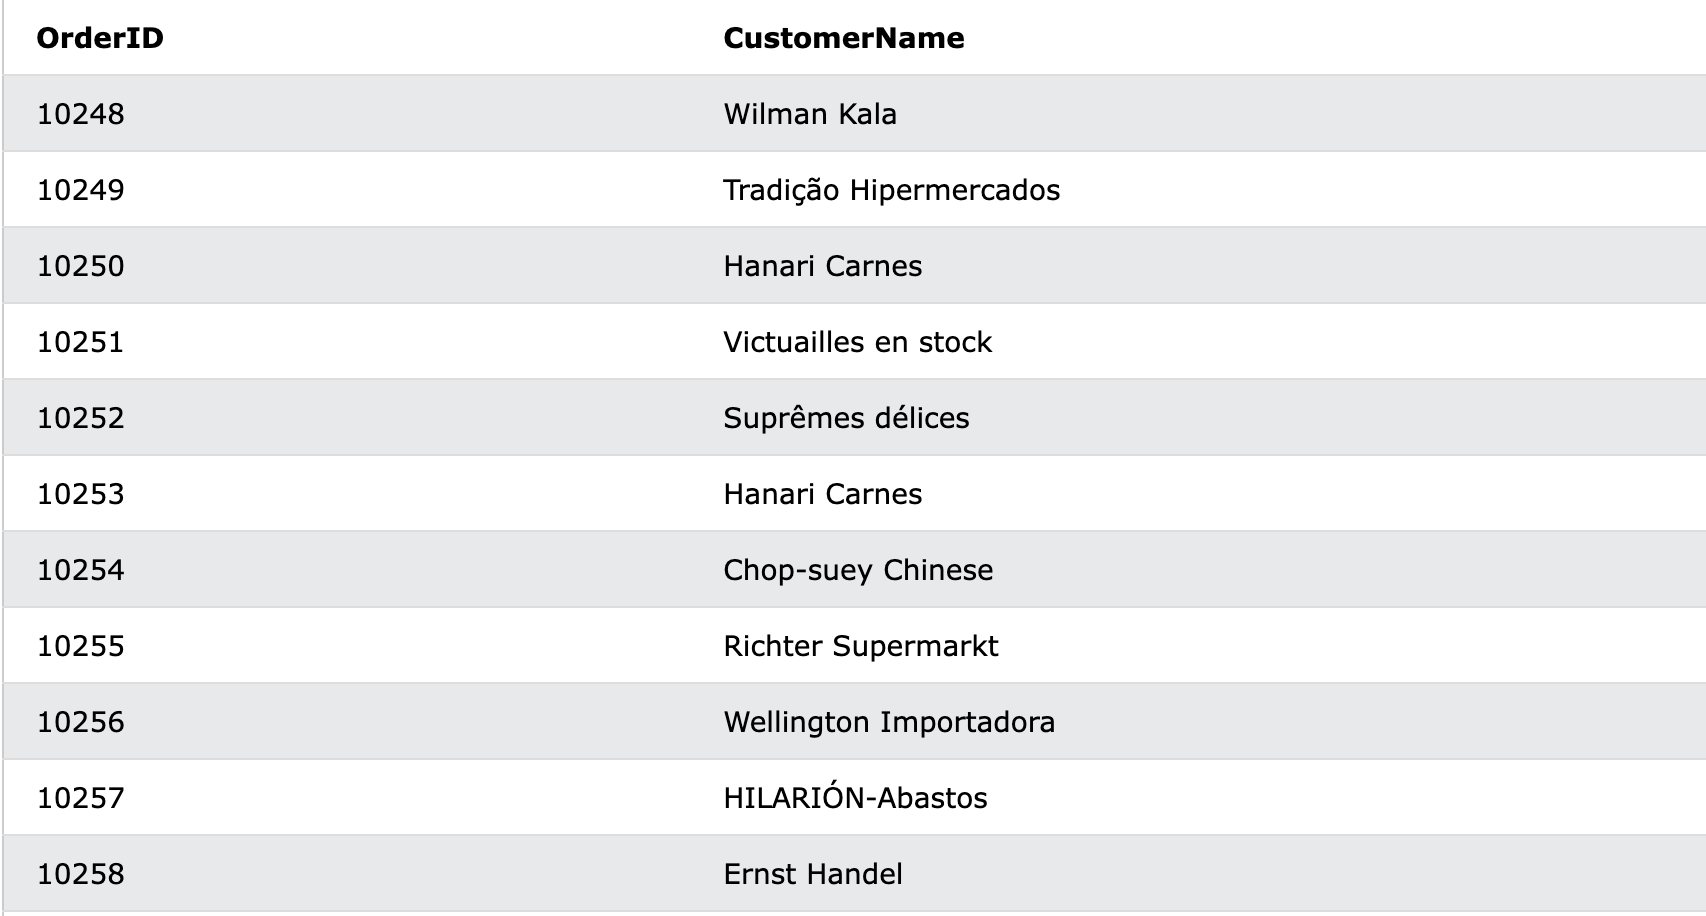 OrderID CustomerName
10248 Wilman Kala
10249 Tradição Hipermercados
10250 Hanari Carnes
10251 Victuailles en stock
10252 Suprêmes délices
10253 Hanari Carnes
10254 Chop-suey Chinese
10255 Richter Supermarkt
10256 Wellington Importadora
10257 HILARIÓN-Abastos
10258 Ernst Handel